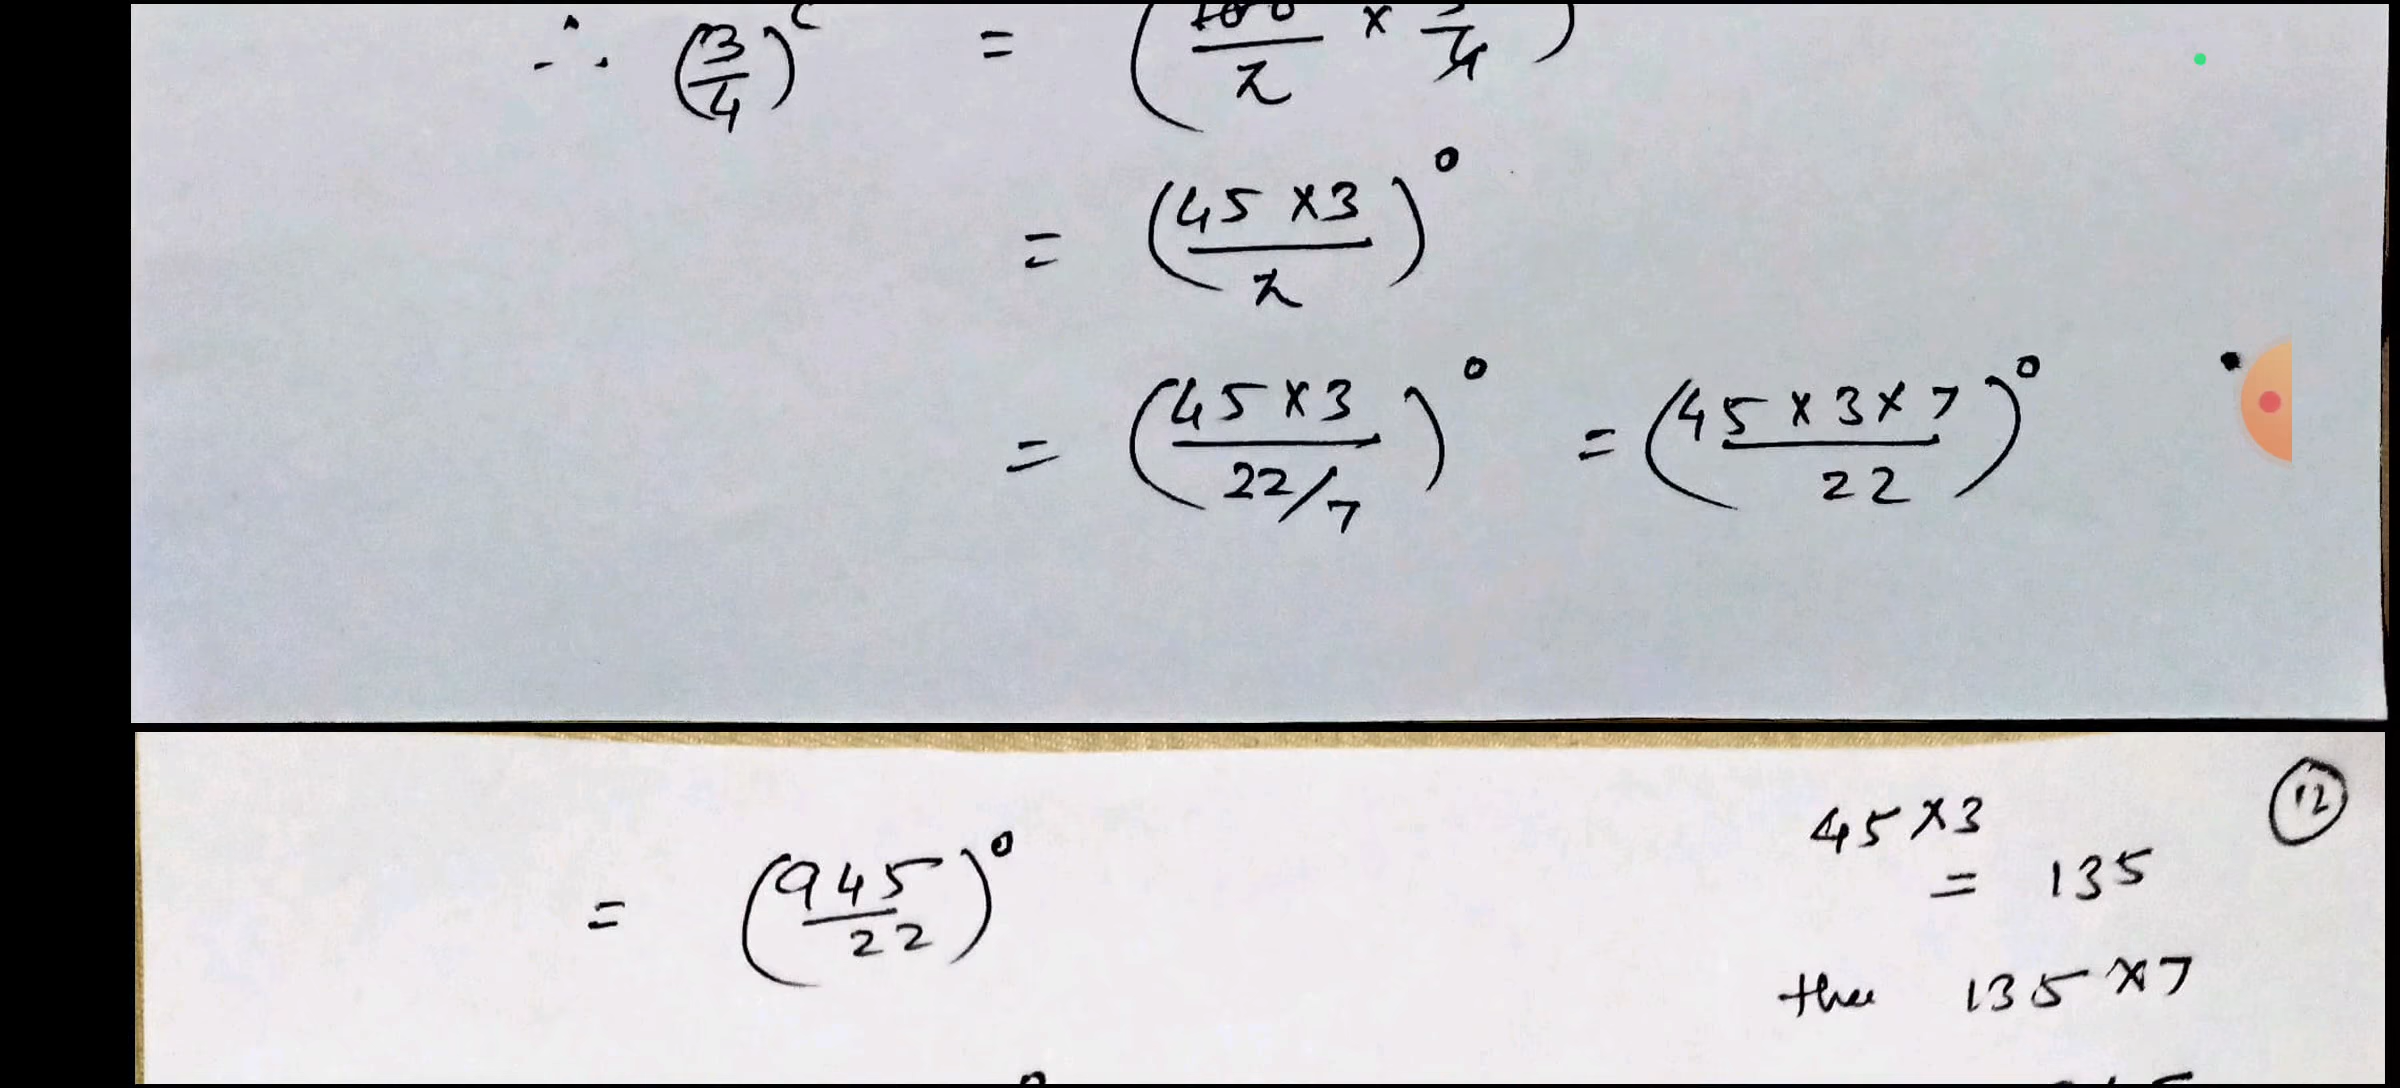 ∴ (3/4)ᶜ = (180/π × 3/4)
= (45 × 3/π)°
= (45 × 3/22/7)° = (45 × 3 × 7/22)°
12
45 × 3
= (945/22)° = 135
135 × 7